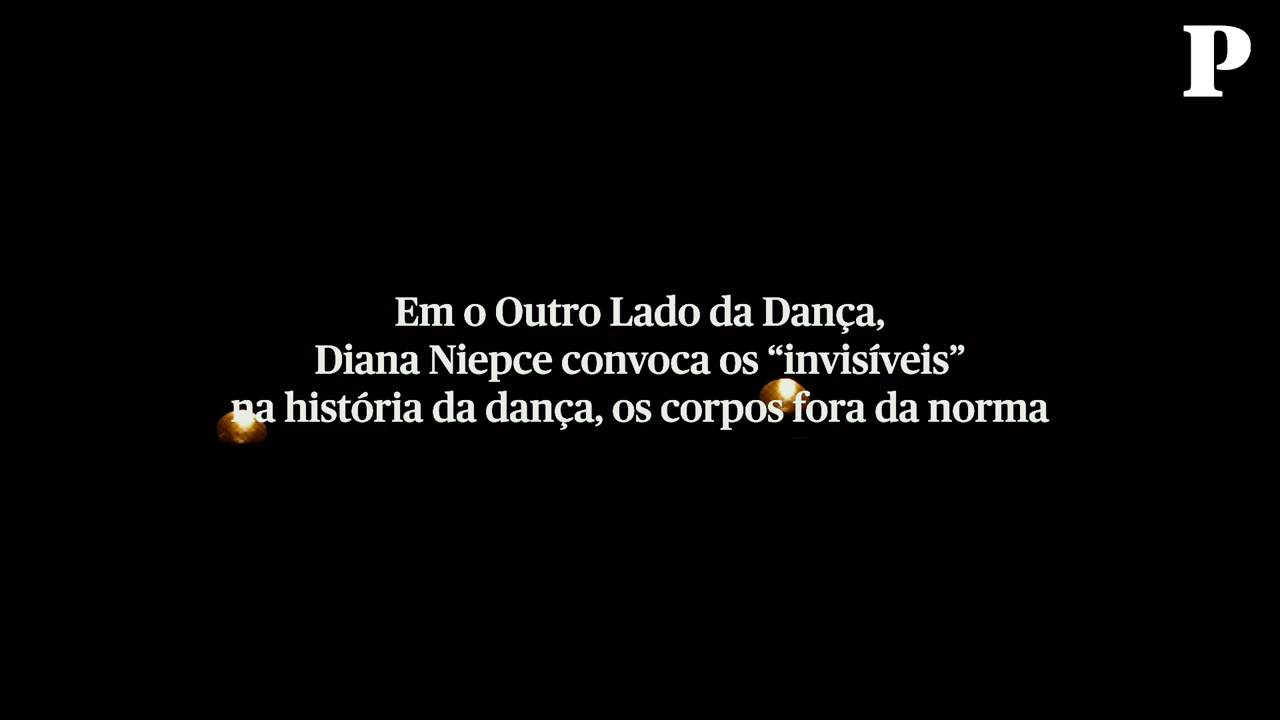 P
Em o Outro Lado da Dança,
Diana Niepce convoca os “invisíveis”
na história da dança, os corpos fora da norma